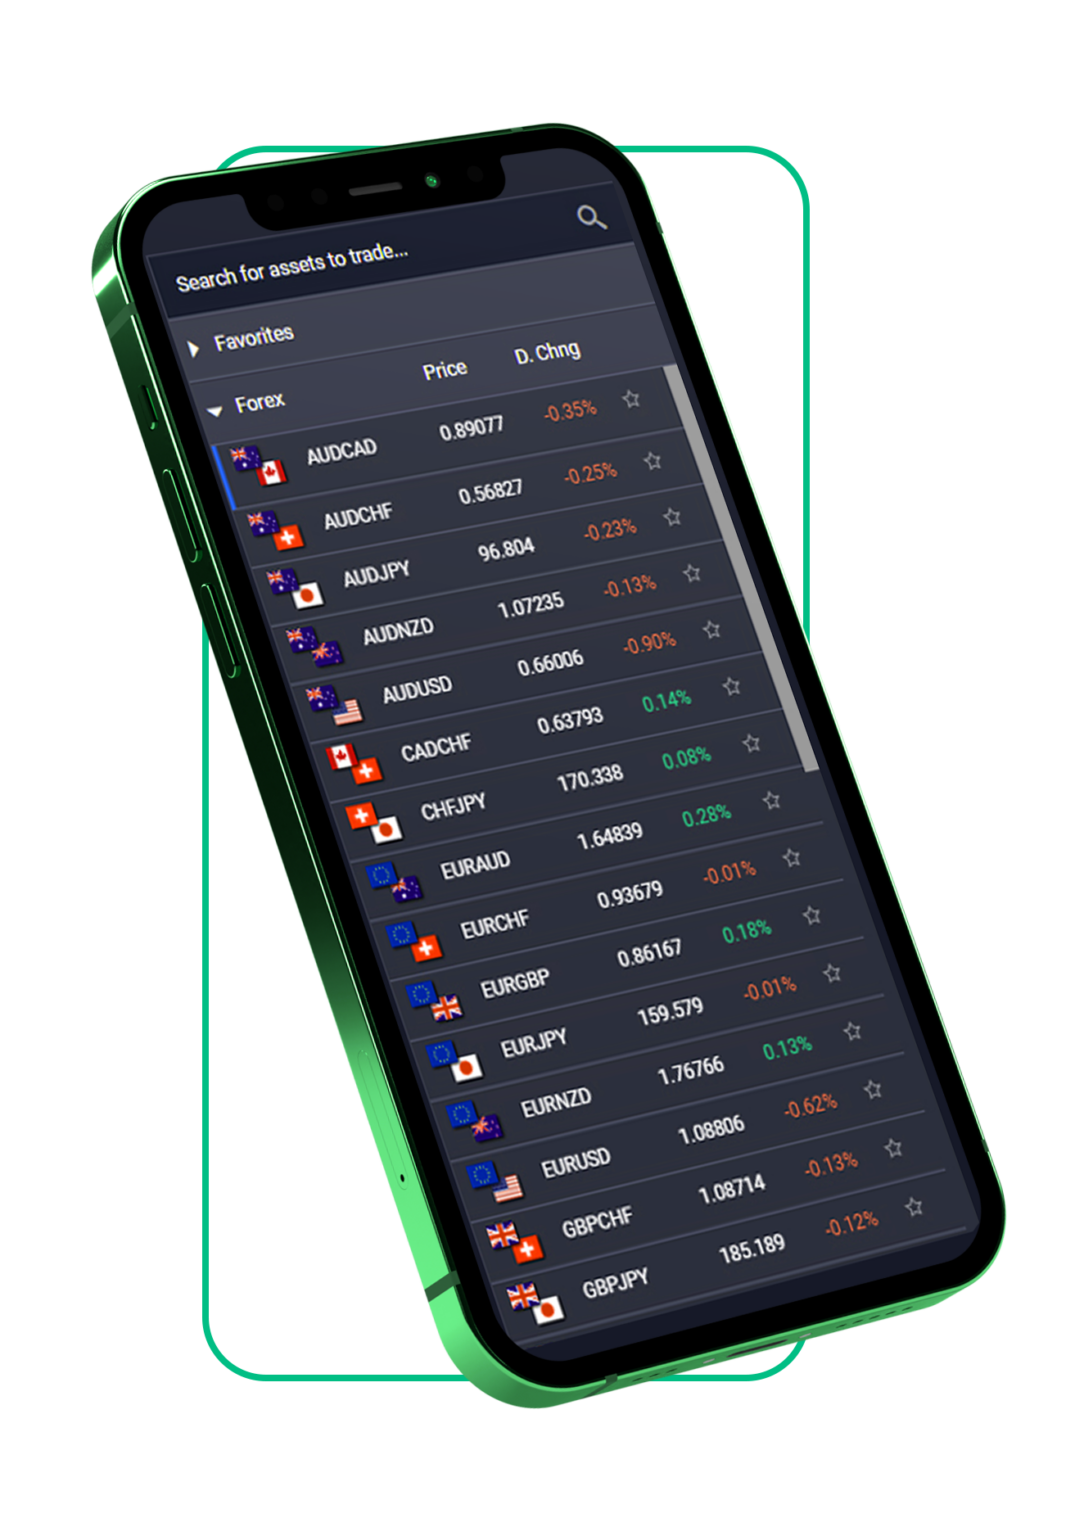 Search for assets to trade...
Favorites
Forex Price D. Chng
AUDCAD 0.89077 -0.35%
AUDCHF 0.56827 -0.25%
AUDJPY 96.804 -0.23%
AUDNZD 1.07235 -0.13%
AUDUSD 0.66006 -0.90%
CADCHF 0.63793 0.14%
CHFJPY 170.338 0.08%
EURAUD 1.64839 0.28%
EURCHF 0.93679 -0.01%
EURGBP 0.86167 0.18%
EURJPY 159.579 -0.01%
EURNZD 1.76766 0.13%
EURUSD 1.08806 -0.62%
GBPCHF 1.08714 -0.13%
GBPJPY 185.189 -0.12%